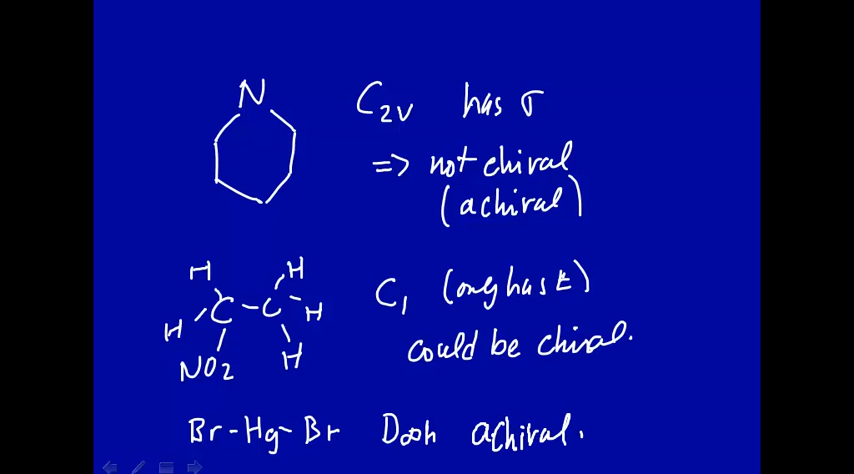 N C2v has σ
=> not chiral
(achiral)
H H
C - C H C1 (only has E)
H
NO2 H could be chiral.
Br-Hg-Br D∞h achiral.